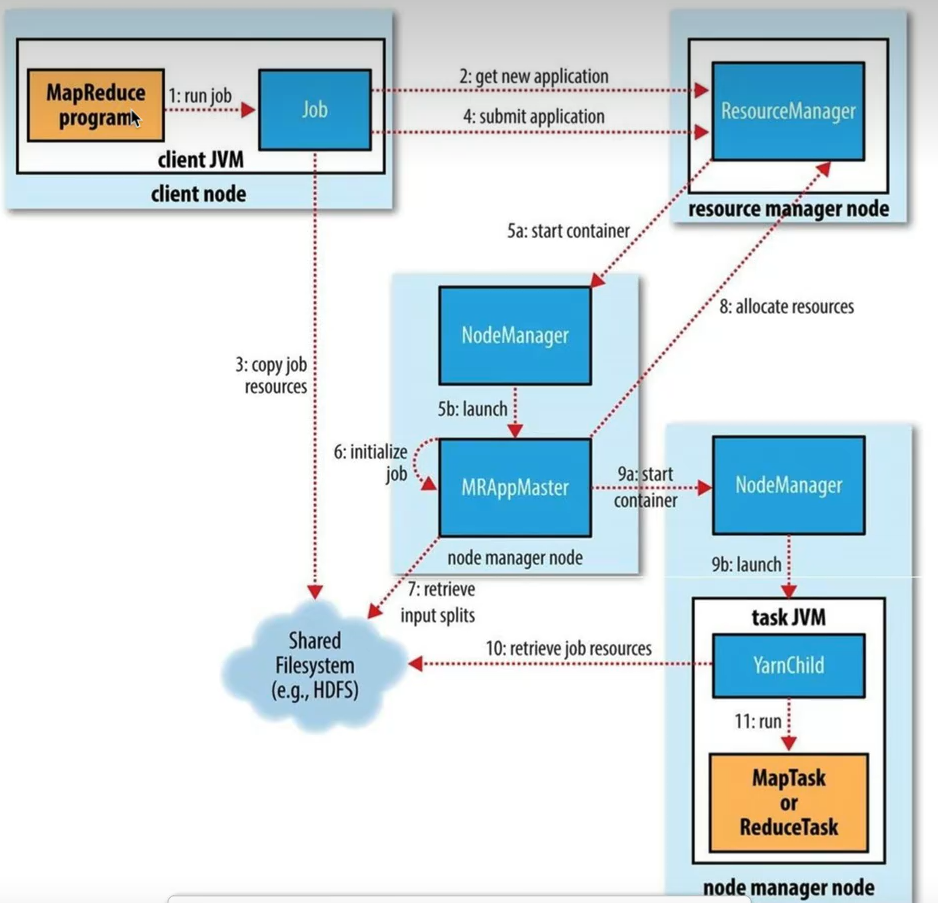 MapReduce
program
1: run job
Job
client JVM
client node
2: get new application
4: submit application
ResourceManager
resource manager node
5a: start container
8: allocate resources
3: copy job
resources
NodeManager
5b: launch
6: initialize
job
MRAppMaster
node manager node
9a: start
container
NodeManager
9b: launch
7: retrieve
input splits
Shared
Filesystem
(e.g., HDFS)
10: retrieve job resources
task JVM
YarnChild
11: run
MapTask
or
ReduceTask
node manager node